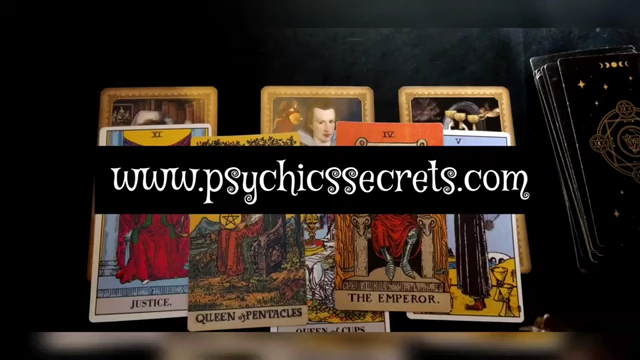 XI
IV
V
www.psychicssecrets.com
JUSTICE.
QUEEN of PENTACLES
THE EMPEROR.
QUEEN of CUPS.